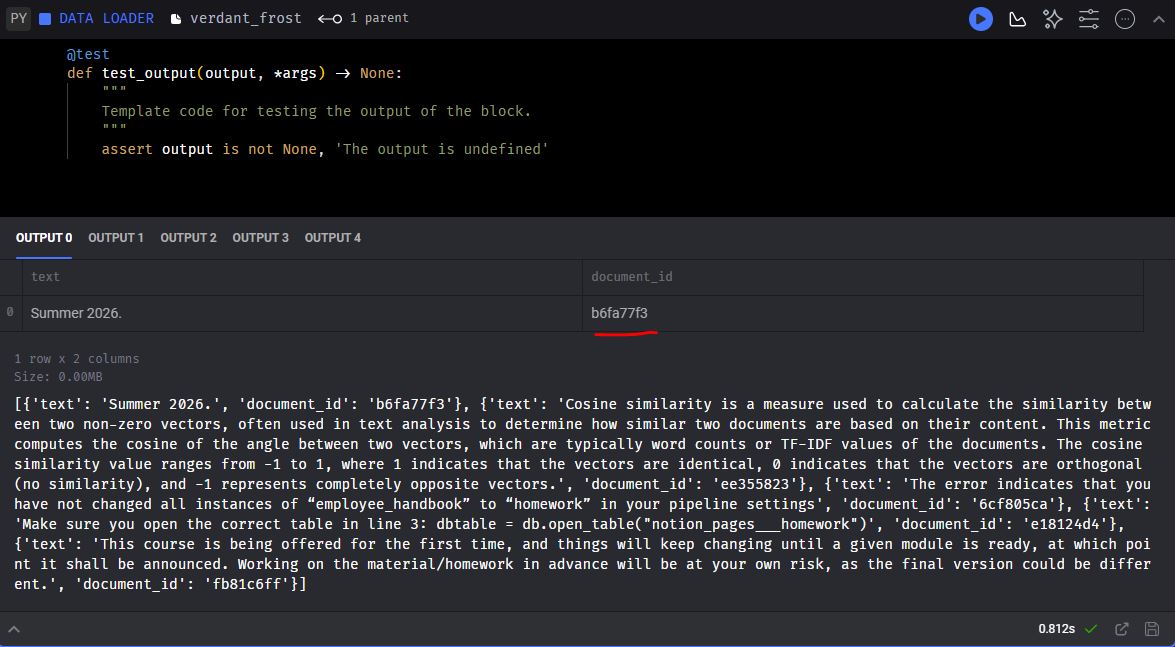 PY DATA LOADER verdant_frost 1 parent
@test
def test_output(output, *args) -> None:
"""
Template code for testing the output of the block.
"""
assert output is not None, 'The output is undefined'
OUTPUT 0 OUTPUT 1 OUTPUT 2 OUTPUT 3 OUTPUT 4
text document_id
0 Summer 2026. b6fa77f3
1 row x 2 columns
Size: 0.00MB
[{'text': 'Summer 2026.', 'document_id': 'b6fa77f3'}, {'text': 'Cosine similarity is a measure used to calculate the similarity betw
een two non-zero vectors, often used in text analysis to determine how similar two documents are based on their content. This metric
computes the cosine of the angle between two vectors, which are typically word counts or TF-IDF values of the documents. The cosine
similarity value ranges from -1 to 1, where 1 indicates that the vectors are identical, 0 indicates that the vectors are orthogonal
(no similarity), and -1 represents completely opposite vectors.', 'document_id': 'ee355823'}, {'text': 'The error indicates that you
have not changed all instances of “employee_handbook” to “homework” in your pipeline settings', 'document_id': '6cf805ca'}, {'text':
'Make sure you open the correct table in line 3: dbtable = db.open_table("notion_pages___homework")', 'document_id': 'e18124d4'},
{'text': 'This course is being offered for the first time, and things will keep changing until a given module is ready, at which poi
nt it shall be announced. Working on the material/homework in advance will be at your own risk, as the final version could be differ
ent.', 'document_id': 'fb81c6ff'}]
0.812s